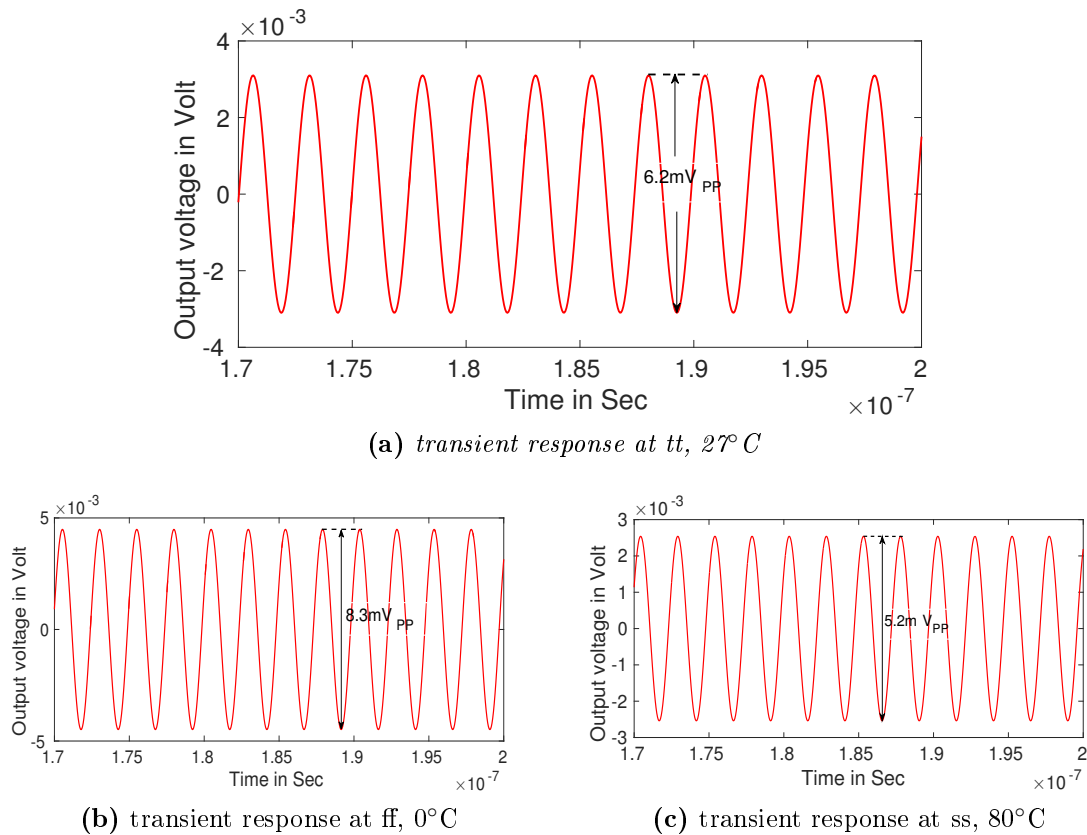 ×10⁻³
4
2
0
-2
-4
Output voltage in Volt
6.2mV PP
1.7 1.75 1.8 1.85 1.9 1.95 2
Time in Sec
×10⁻⁷
(a) transient response at tt, 27°C
×10⁻³
5
0
-5
Output voltage in Volt
8.3mV PP
1.7 1.75 1.8 1.85 1.9 1.95 2
Time in Sec
×10⁻⁷
(b) transient response at ff, 0°C
×10⁻³
3
2
1
0
-1
-2
-3
Output voltage in Volt
5.2m VPP
1.7 1.75 1.8 1.85 1.9 1.95 2
Time in Sec
×10⁻⁷
(c) transient response at ss, 80°C